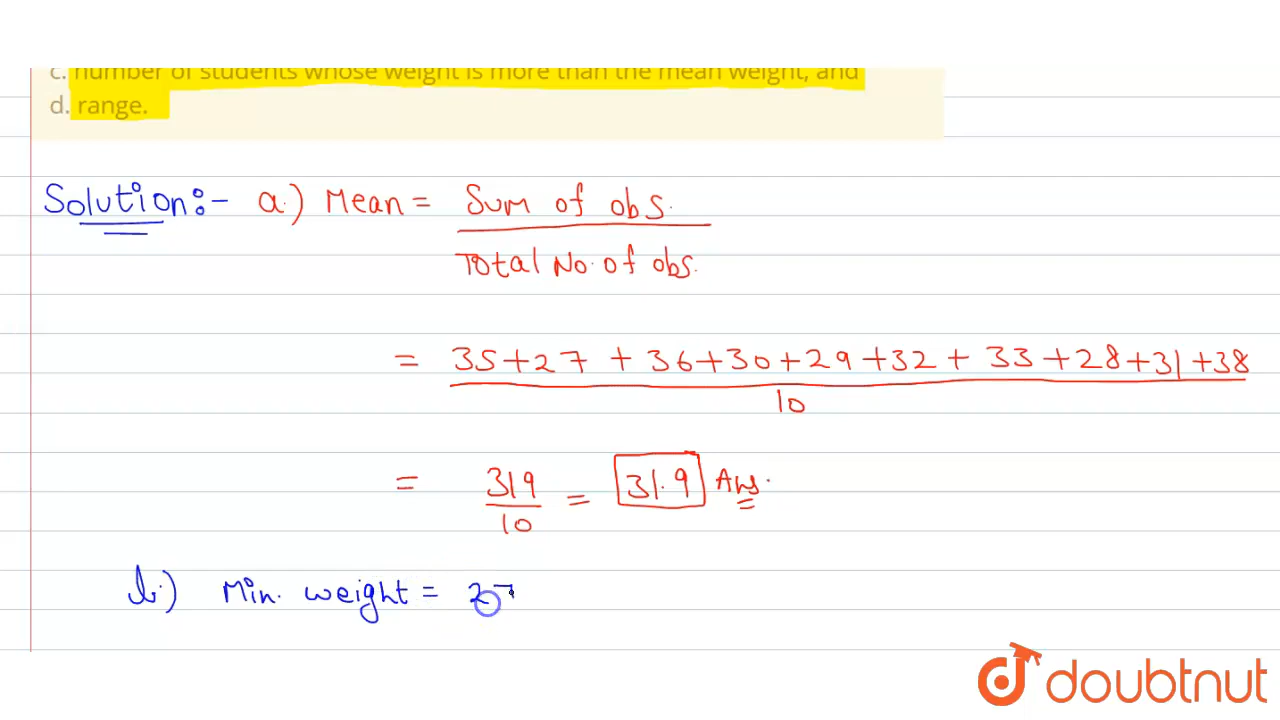 c. number of students whose weight is more than the mean weight, and
d. range.
Solution:- a.) Mean = Sum of obs.
Total No. of obs.
= 35+27 + 36+30+29+32 + 33+28+31+38
10
= 319 = 31.9 Ans.
10
b.) Min. weight = 27
doubtnut